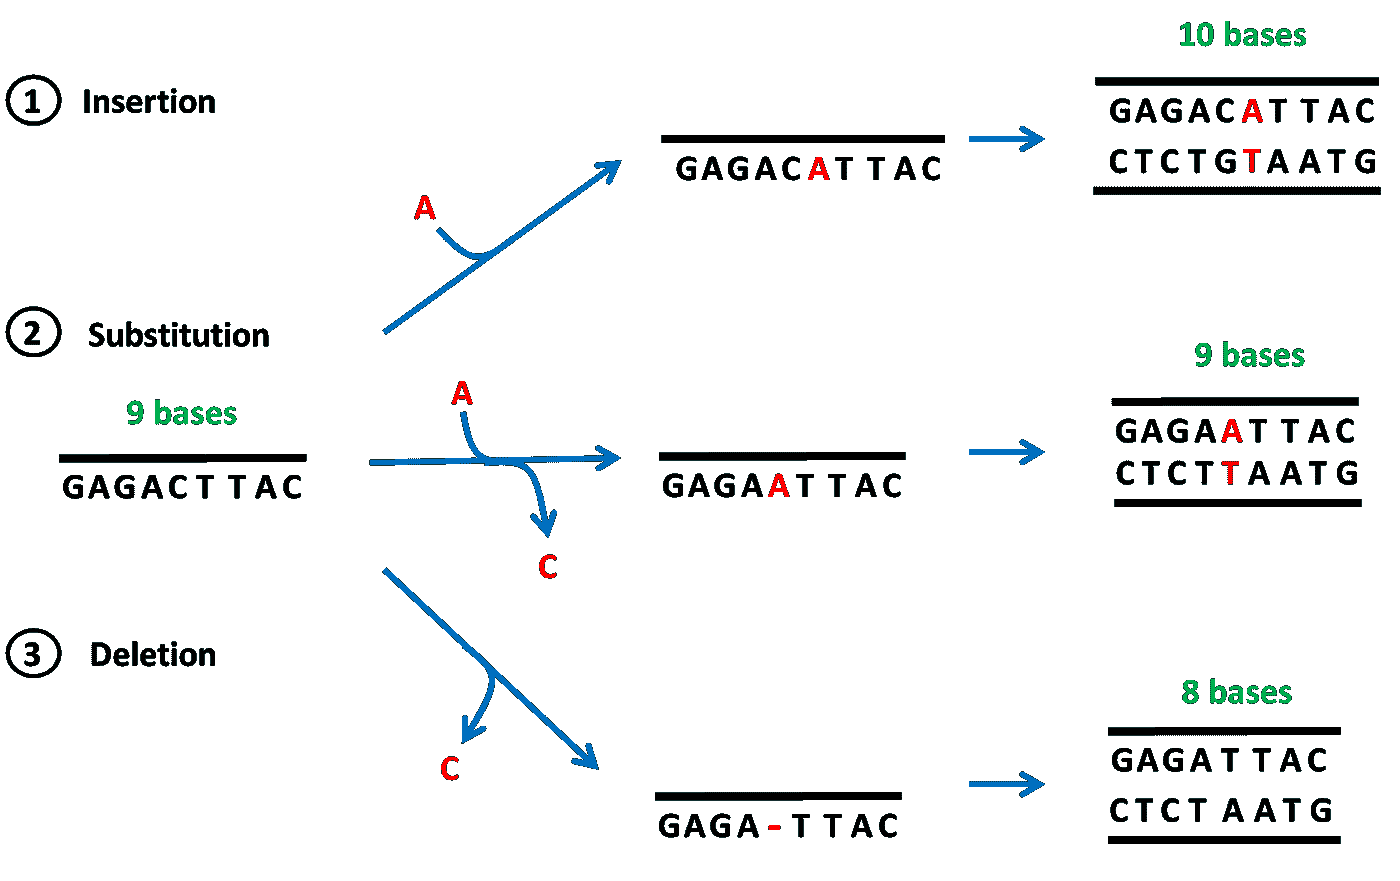 10 bases
1 Insertion
GAGACATTAC
CTCTGTAATG
GAGACATTAC
A
2 Substitution
9 bases
A
9 bases
GAGAATTAC
CTCTTAATG
GAGACTTAC
GAGAATTAC
C
3 Deletion
8 bases
C
GAGATTAC
CTCTAATG
GAGA-TTAC